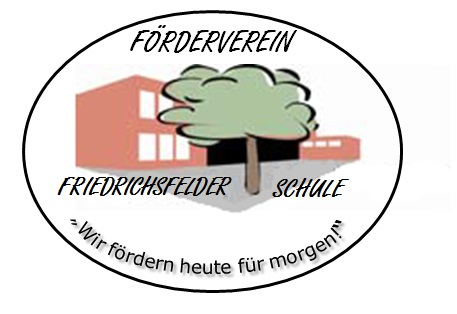 FÖRDERVEREIN
FRIEDRICHSFELDER SCHULE
„Wir fördern heute für morgen!“